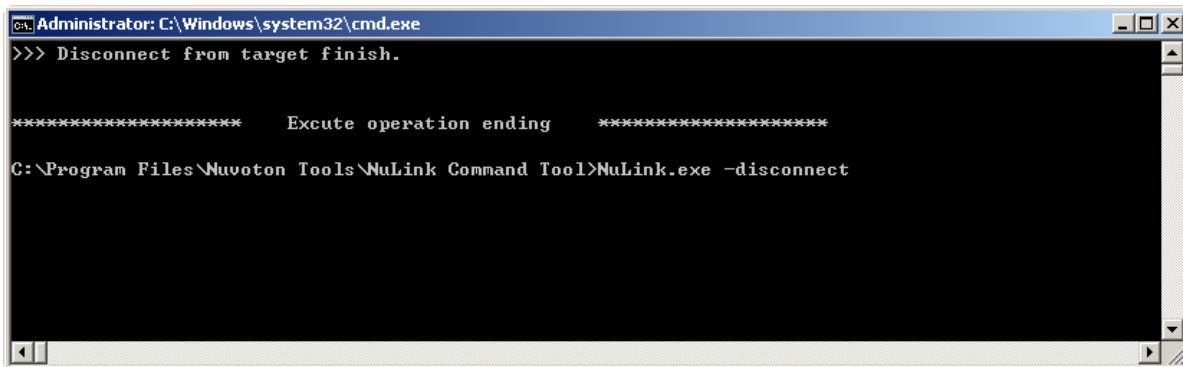 Administrator: C:\Windows\system32\cmd.exe
>>> Disconnect from target finish.
******************** Excute operation ending ********************
C:\Program Files\Nuvoton Tools\NuLink Command Tool>NuLink.exe -disconnect